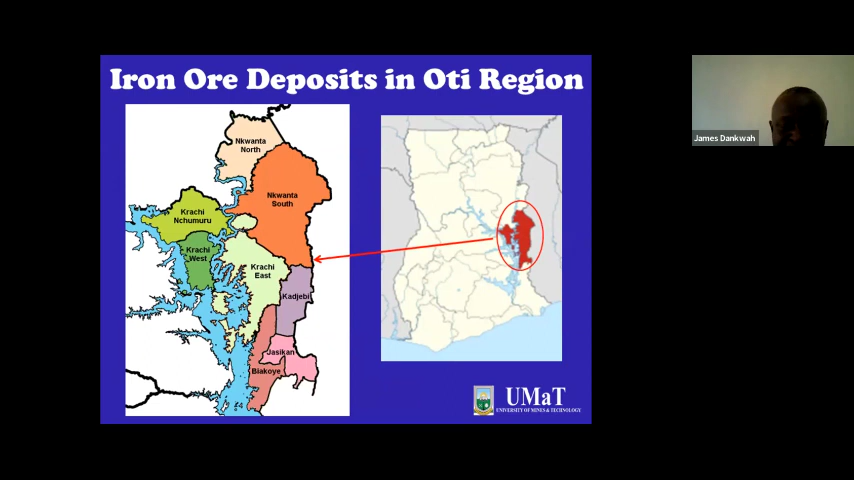 Iron Ore Deposits in Oti Region
Nkwanta
North
Nkwanta
South
Krachi
Nchumuru
Krachi
West
Krachi
East
Kadjebi
Jasikan
Biakoye
UMaT
UNIVERSITY OF MINES & TECHNOLOGY
James Dankwah